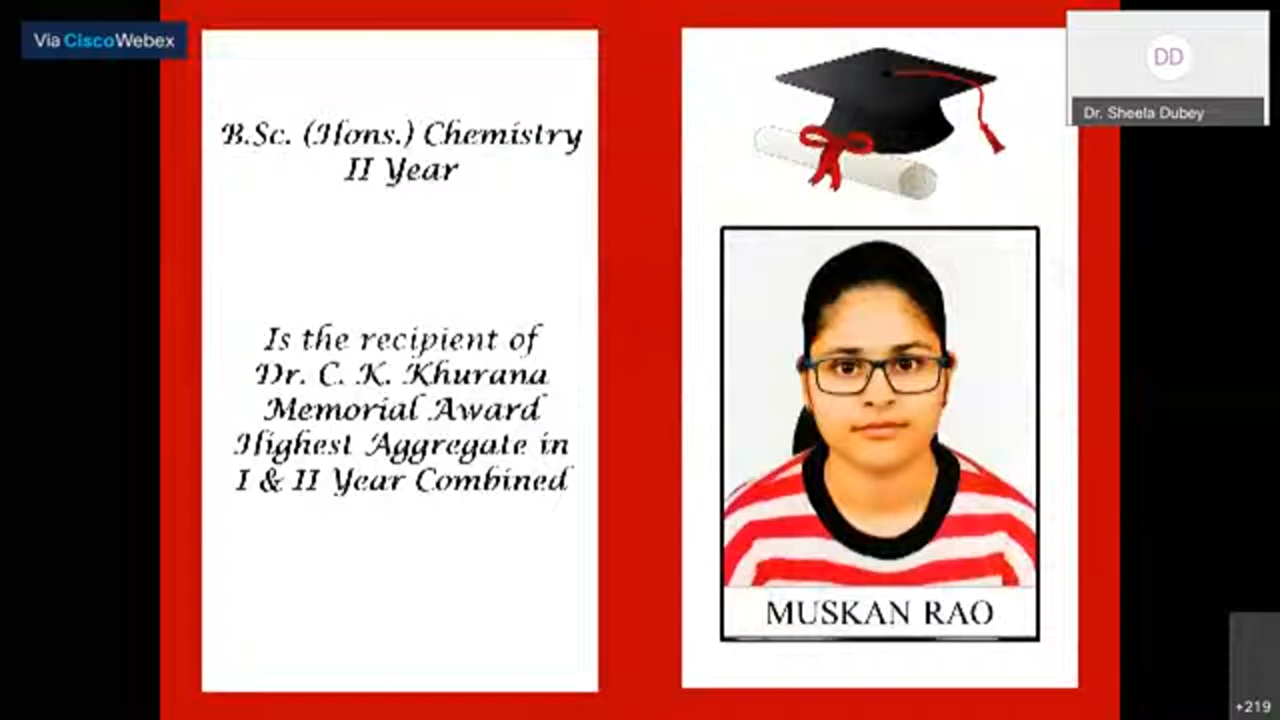 Via CiscoWebex
B.Sc. (Hons.) Chemistry
II Year
Is the recipient of
Dr. C. K. Khurana
Memorial Award
Highest Aggregate in
I & II Year Combined
MUSKAN RAO
DD
Dr. Sheela Dubey
+219